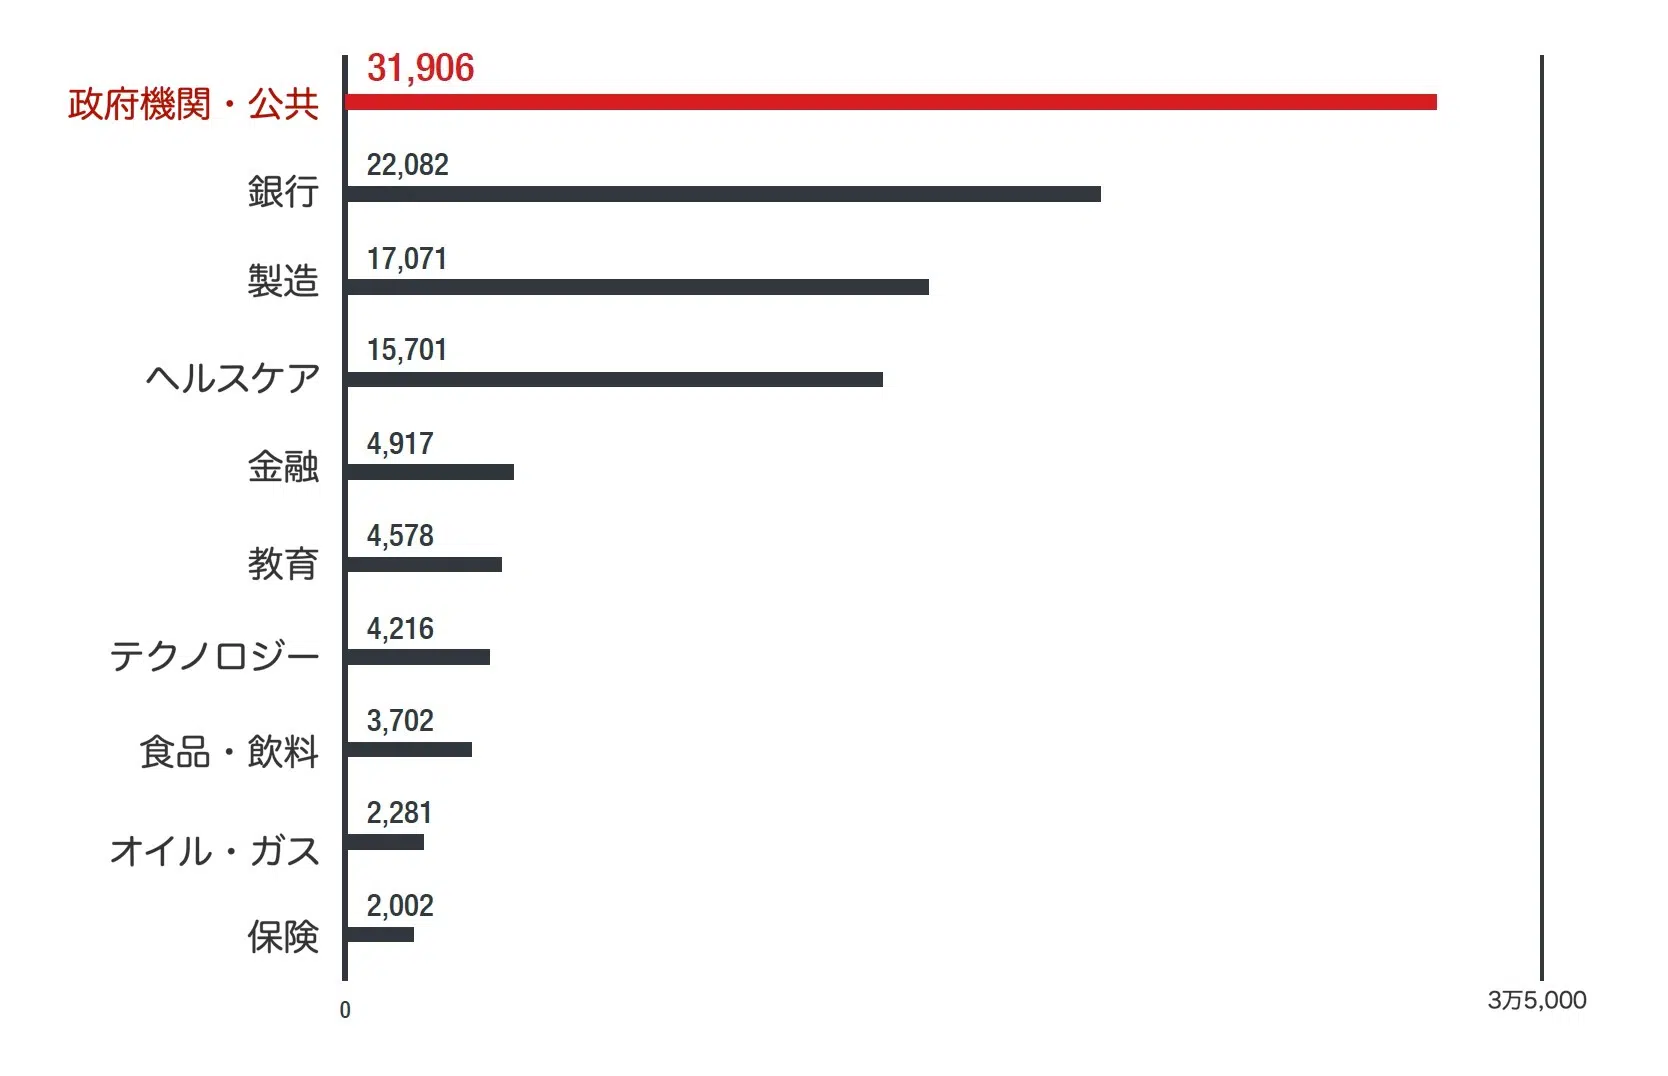 31,906
政府機関・公共
22,082
銀行
17,071
製造
15,701
ヘルスケア
4,917
金融
4,578
教育
4,216
テクノロジー
3,702
食品・飲料
2,281
オイル・ガス
2,002
保険
0
3万5,000